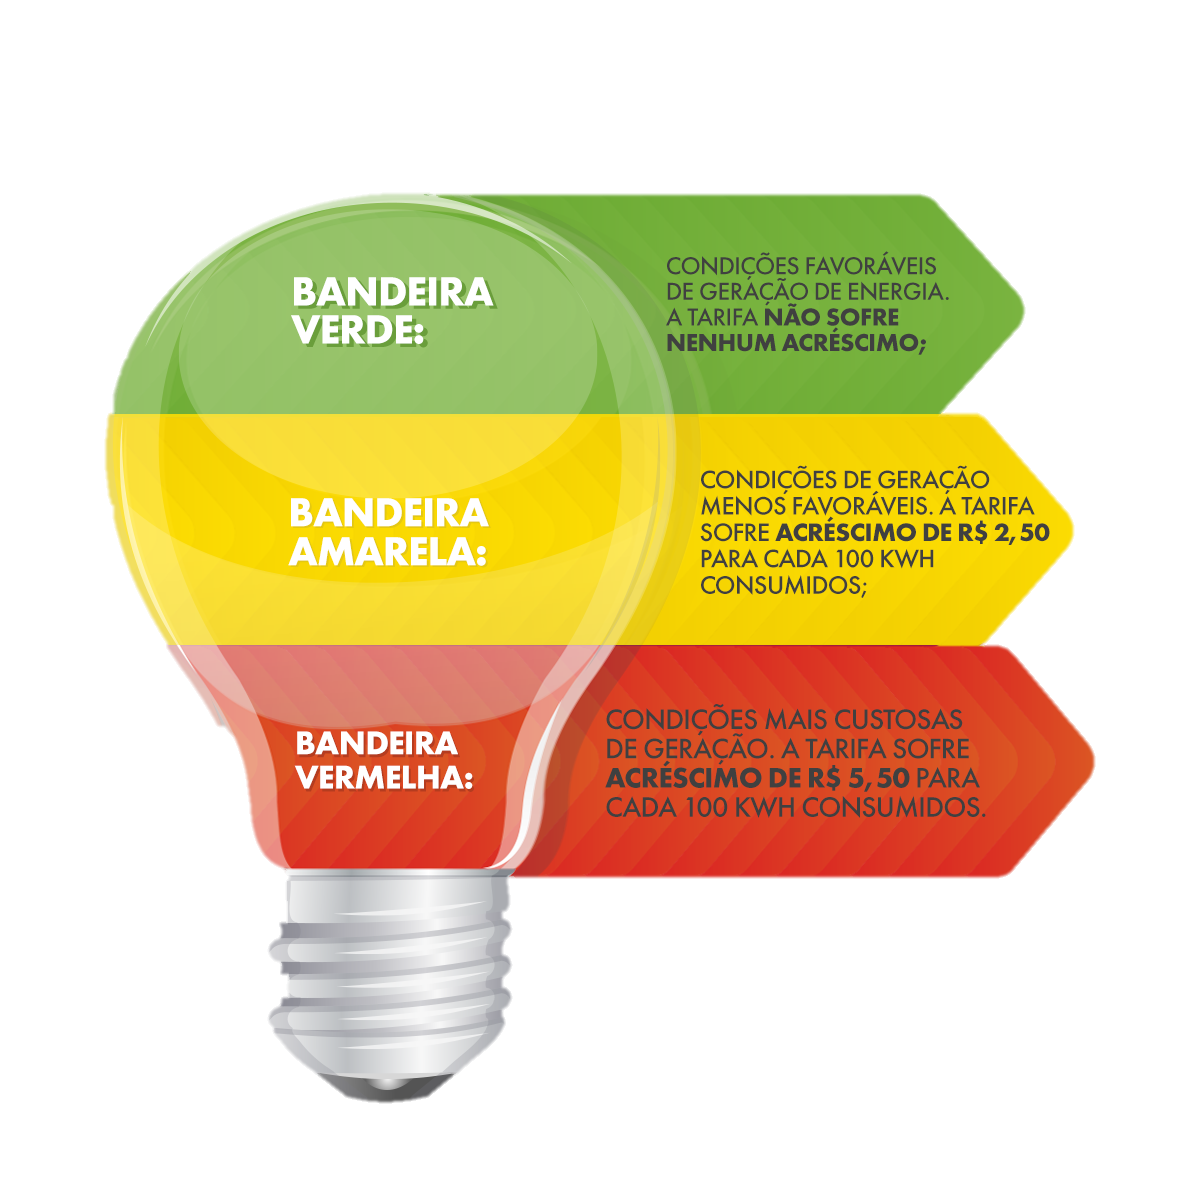 BANDEIRA
VERDE:
CONDIÇÕES FAVORÁVEIS
DE GERAÇÃO DE ENERGIA.
A TARIFA NÃO SOFRE
NENHUM ACRÉSCIMO;
BANDEIRA
AMARELA:
CONDIÇÕES DE GERAÇÃO
MENOS FAVORÁVEIS. A TARIFA
SOFRE ACRÉSCIMO DE R$ 2,50
PARA CADA 100 KWH
CONSUMIDOS;
BANDEIRA
VERMELHA:
CONDIÇÕES MAIS CUSTOSAS
DE GERAÇÃO. A TARIFA SOFRE
ACRÉSCIMO DE R$ 5,50 PARA
CADA 100 KWH CONSUMIDOS.